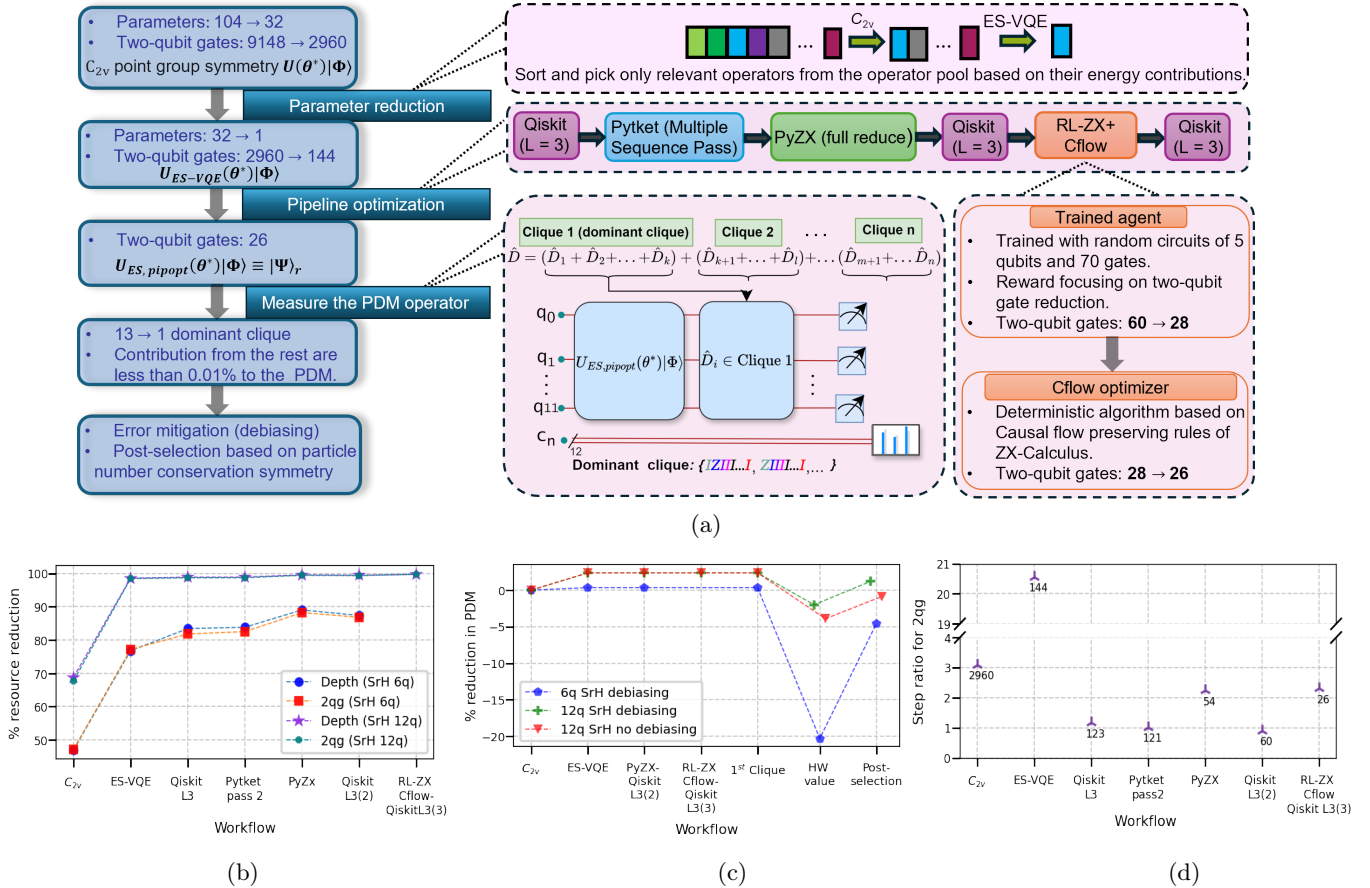 • Parameters: 104 → 32
• Two-qubit gates: 9148 → 2960
C₂ᵥ point group symmetry U(θ*)|Φ⟩
Parameter reduction
• Parameters: 32 → 1
• Two-qubit gates: 2960 → 144
U_{ES−VQE}(θ*)|Φ⟩
Pipeline optimization
• Two-qubit gates: 26
U_{ES,pipopt}(θ*)|Φ⟩ ≡ |Ψ⟩_r
Measure the PDM operator
• 13 → 1 dominant clique
• Contribution from the rest are
less than 0.01% to the PDM.
• Error mitigation (debiasing)
• Post-selection based on particle
number conservation symmetry
... C₂ᵥ ... ES-VQE
Sort and pick only relevant operators from the operator pool based on their energy contributions.
Qiskit
(L = 3)
Pytket (Multiple
Sequence Pass)
PyZX (full reduce)
Qiskit
(L = 3)
RL-ZX+
Cflow
Qiskit
(L = 3)
Clique 1 (dominant clique) Clique 2 . . . Clique n
D̂ = (D̂₁ + D̂₂+...+D̂ₖ) + (D̂ₖ₊₁+...+D̂ₗ)+...(D̂ₘ₊₁+...D̂ₙ)
q₀
q₁
⋮
q₁₁
cₙ
12
U_{ES,pipopt}(θ*)|Φ⟩
D̂ᵢ ∈ Clique 1
⋮
Dominant clique: {IZIII...I, ZIIII...I,... }
Trained agent
• Trained with random circuits of 5
qubits and 70 gates.
• Reward focusing on two-qubit
gate reduction.
• Two-qubit gates: 60 → 28
Cflow optimizer
• Deterministic algorithm based on
Causal flow preserving rules of
ZX-Calculus.
• Two-qubit gates: 28 → 26
(a)
% resource reduction
100
90
80
70
60
50
Depth (SrH 6q)
2qg (SrH 6q)
Depth (SrH 12q)
2qg (SrH 12q)
C₂ᵥ
ES-VQE
Qiskit
L3
Pytket
pass 2
PyZx
Qiskit
L3(2)
RL-ZX
Cflow-
QiskitL3(3)
Workflow
(b)
% reduction in PDM
0
−5
−10
−15
−20
6q SrH debiasing
12q SrH debiasing
12q SrH no debiasing
C₂ᵥ
ES-VQE
PyZX-
Qiskit
L3(2)
RL-ZX
Cflow-
Qiskit
L3(3)
1ˢᵗ Clique
HW
value
Post-
selection
Workflow
(c)
Step ratio for 2qg
21
20
19
4
3
2
1
0
2960
144
123
121
54
60
26
C₂ᵥ
ES-VQE
Qiskit
L3
Pytket
pass2
PyZX
Qiskit
L3(2)
RL-ZX
Cflow
Qiskit L3(3)
Workflow
(d)